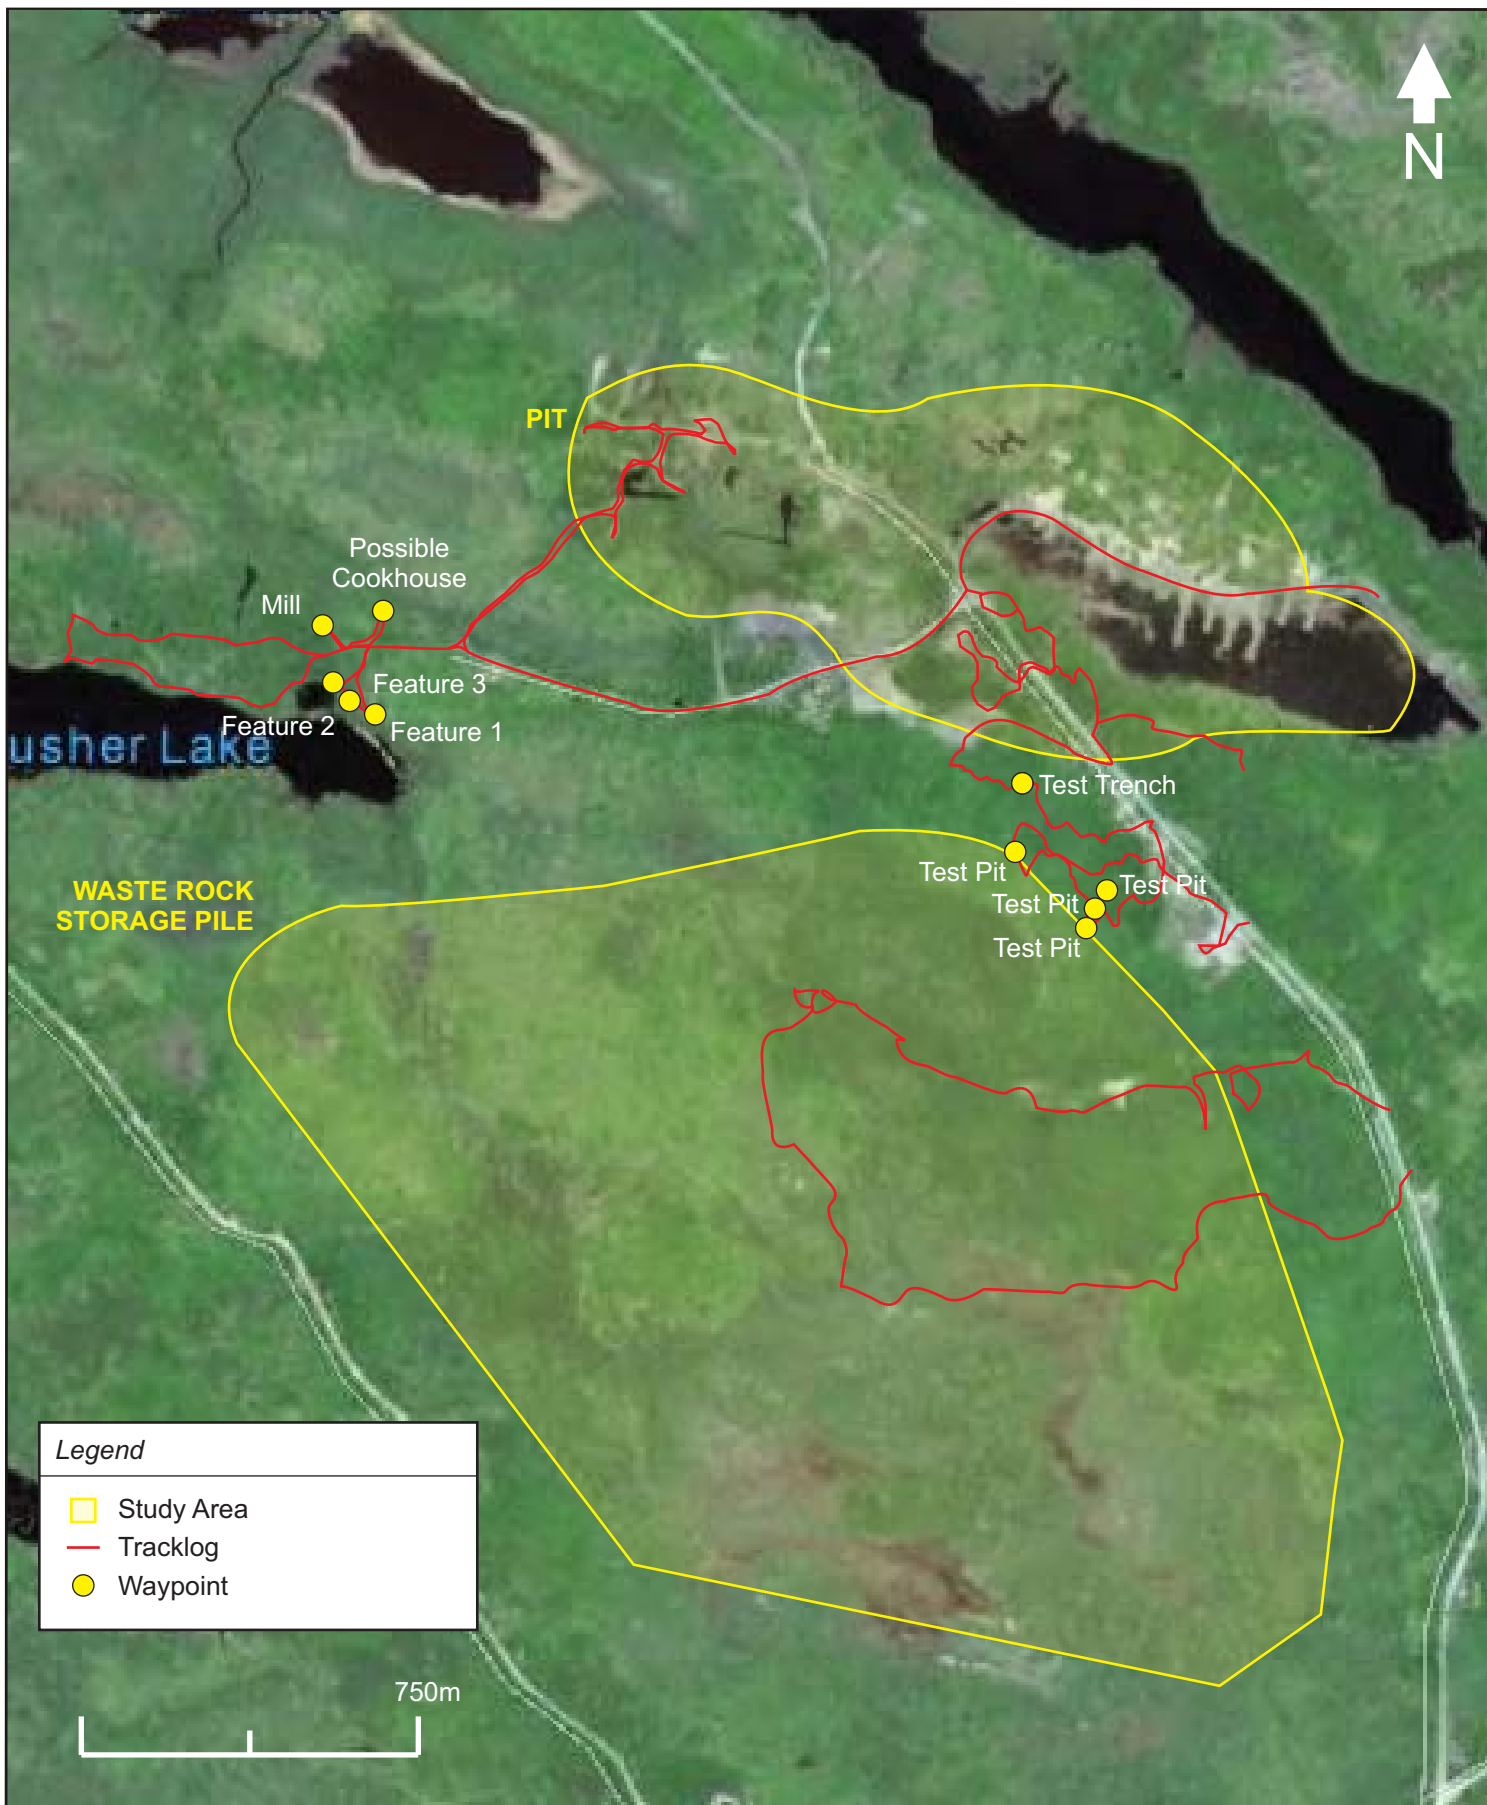 N
PIT
Possible
Cookhouse
Mill
Feature 3
Feature 2
Feature 1
usher Lake
Test Trench
Test Pit
Test Pit
Test Pit
Test Pit
WASTE ROCK
STORAGE PILE
Legend
Study Area
Tracklog
Waypoint
750m